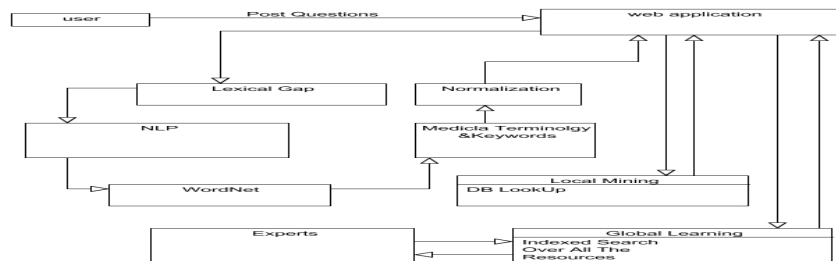 user
Post Questions
web application
Lexical Gap
Normalization
NLP
Medicla Terminolgy
&Keywords
WordNet
Local Mining
DB LookUp
Experts
Global Learning
Indexed Search
Over All The
Resources